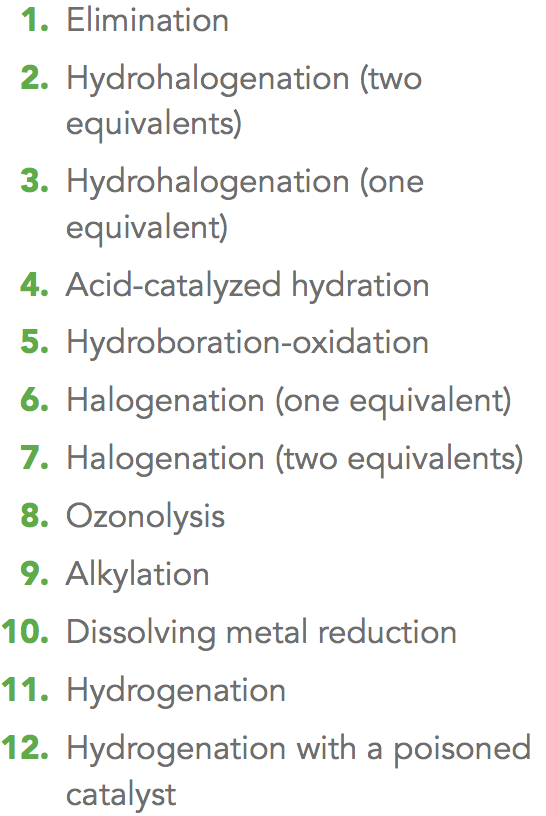 1. Elimination
2. Hydrohalogenation (two
equivalents)
3. Hydrohalogenation (one
equivalent)
4. Acid-catalyzed hydration
5. Hydroboration-oxidation
6. Halogenation (one equivalent)
7. Halogenation (two equivalents)
8. Ozonolysis
9. Alkylation
10. Dissolving metal reduction
11. Hydrogenation
12. Hydrogenation with a poisoned
catalyst